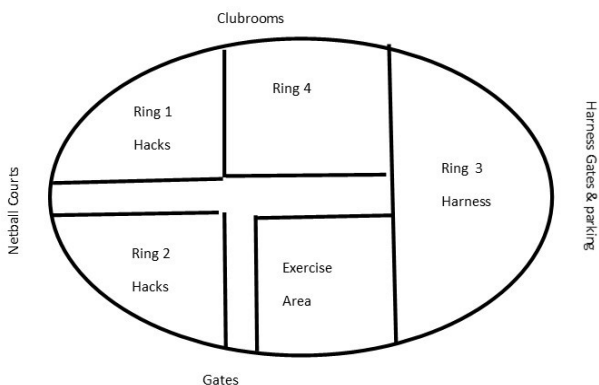 Clubrooms
Ring 4
Ring 1
Hacks
Ring 3
Harness
Harness Gates & parking
Netball Courts
Ring 2
Hacks
Exercise
Area
Gates